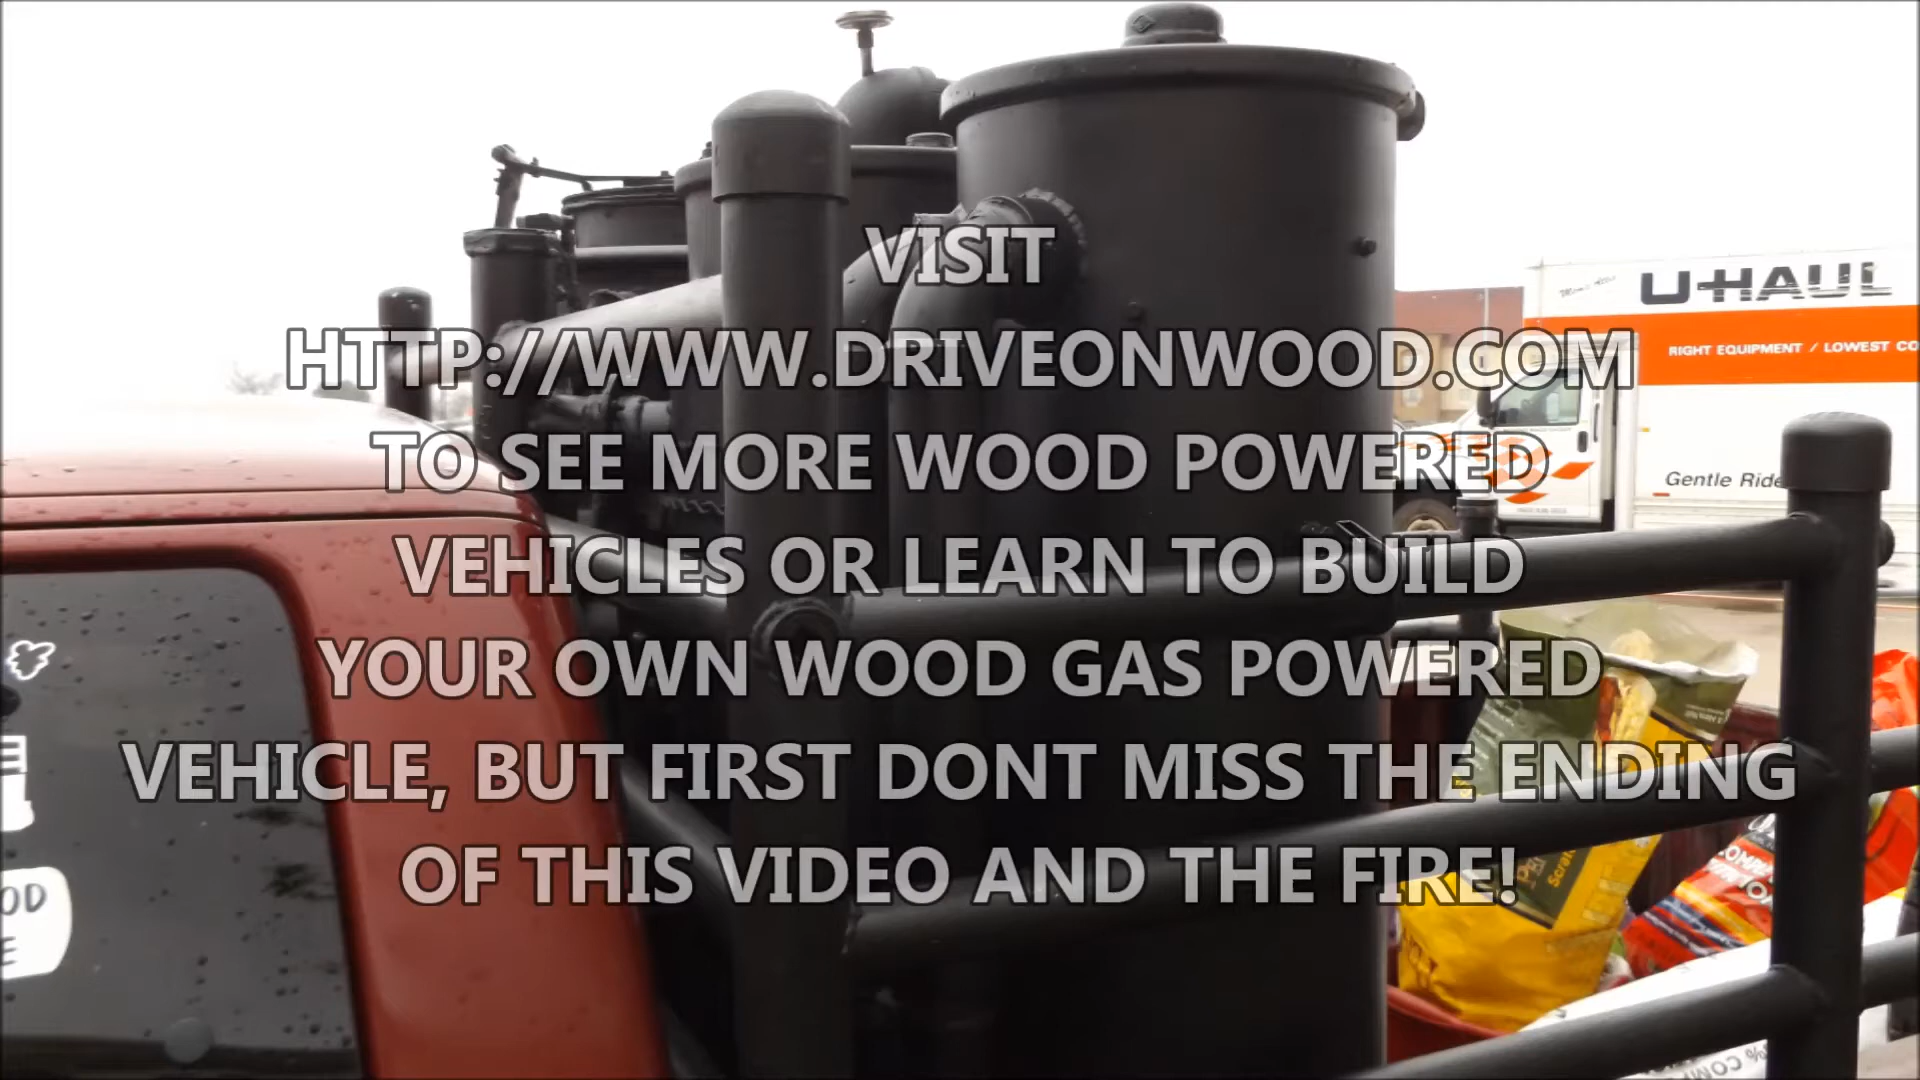 VISIT
HTTP://WWW.DRIVEONWOOD.COM
TO SEE MORE WOOD POWERED
VEHICLES OR LEARN TO BUILD
YOUR OWN WOOD GAS POWERED
VEHICLE, BUT FIRST DONT MISS THE ENDING
OF THIS VIDEO AND THE FIRE!
U-HAUL
RIGHT EQUIPMENT / LOWEST CO
Gentle Ride
OD
E